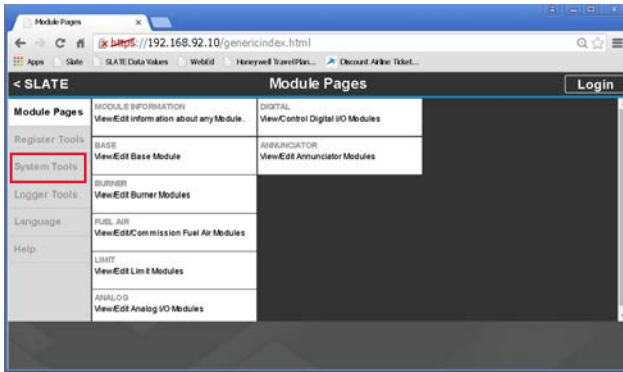 Module Pages
https://192.168.92.10/genericindex.html
Apps Slate SLATE Data Values WebEd Honeywell TravelPlan... Discount Airline Ticket...
< SLATE Module Pages Login
Module Pages
Register Tools
System Tools
Logger Tools
Language
Help
MODULE INFORMATION
View/Edit information about any Module.
BASE
View/Edit Base Module
BURNER
View/Edit Burner Modules
FUEL AIR
View/Edit/Commission Fuel Air Modules
LIMIT
View/Edit Limit Modules
ANALOG
View/Edit Analog I/O Modules
DIGITAL
View/Control Digital I/O Modules
ANNUNCIATOR
View/Edit Annunciator Modules